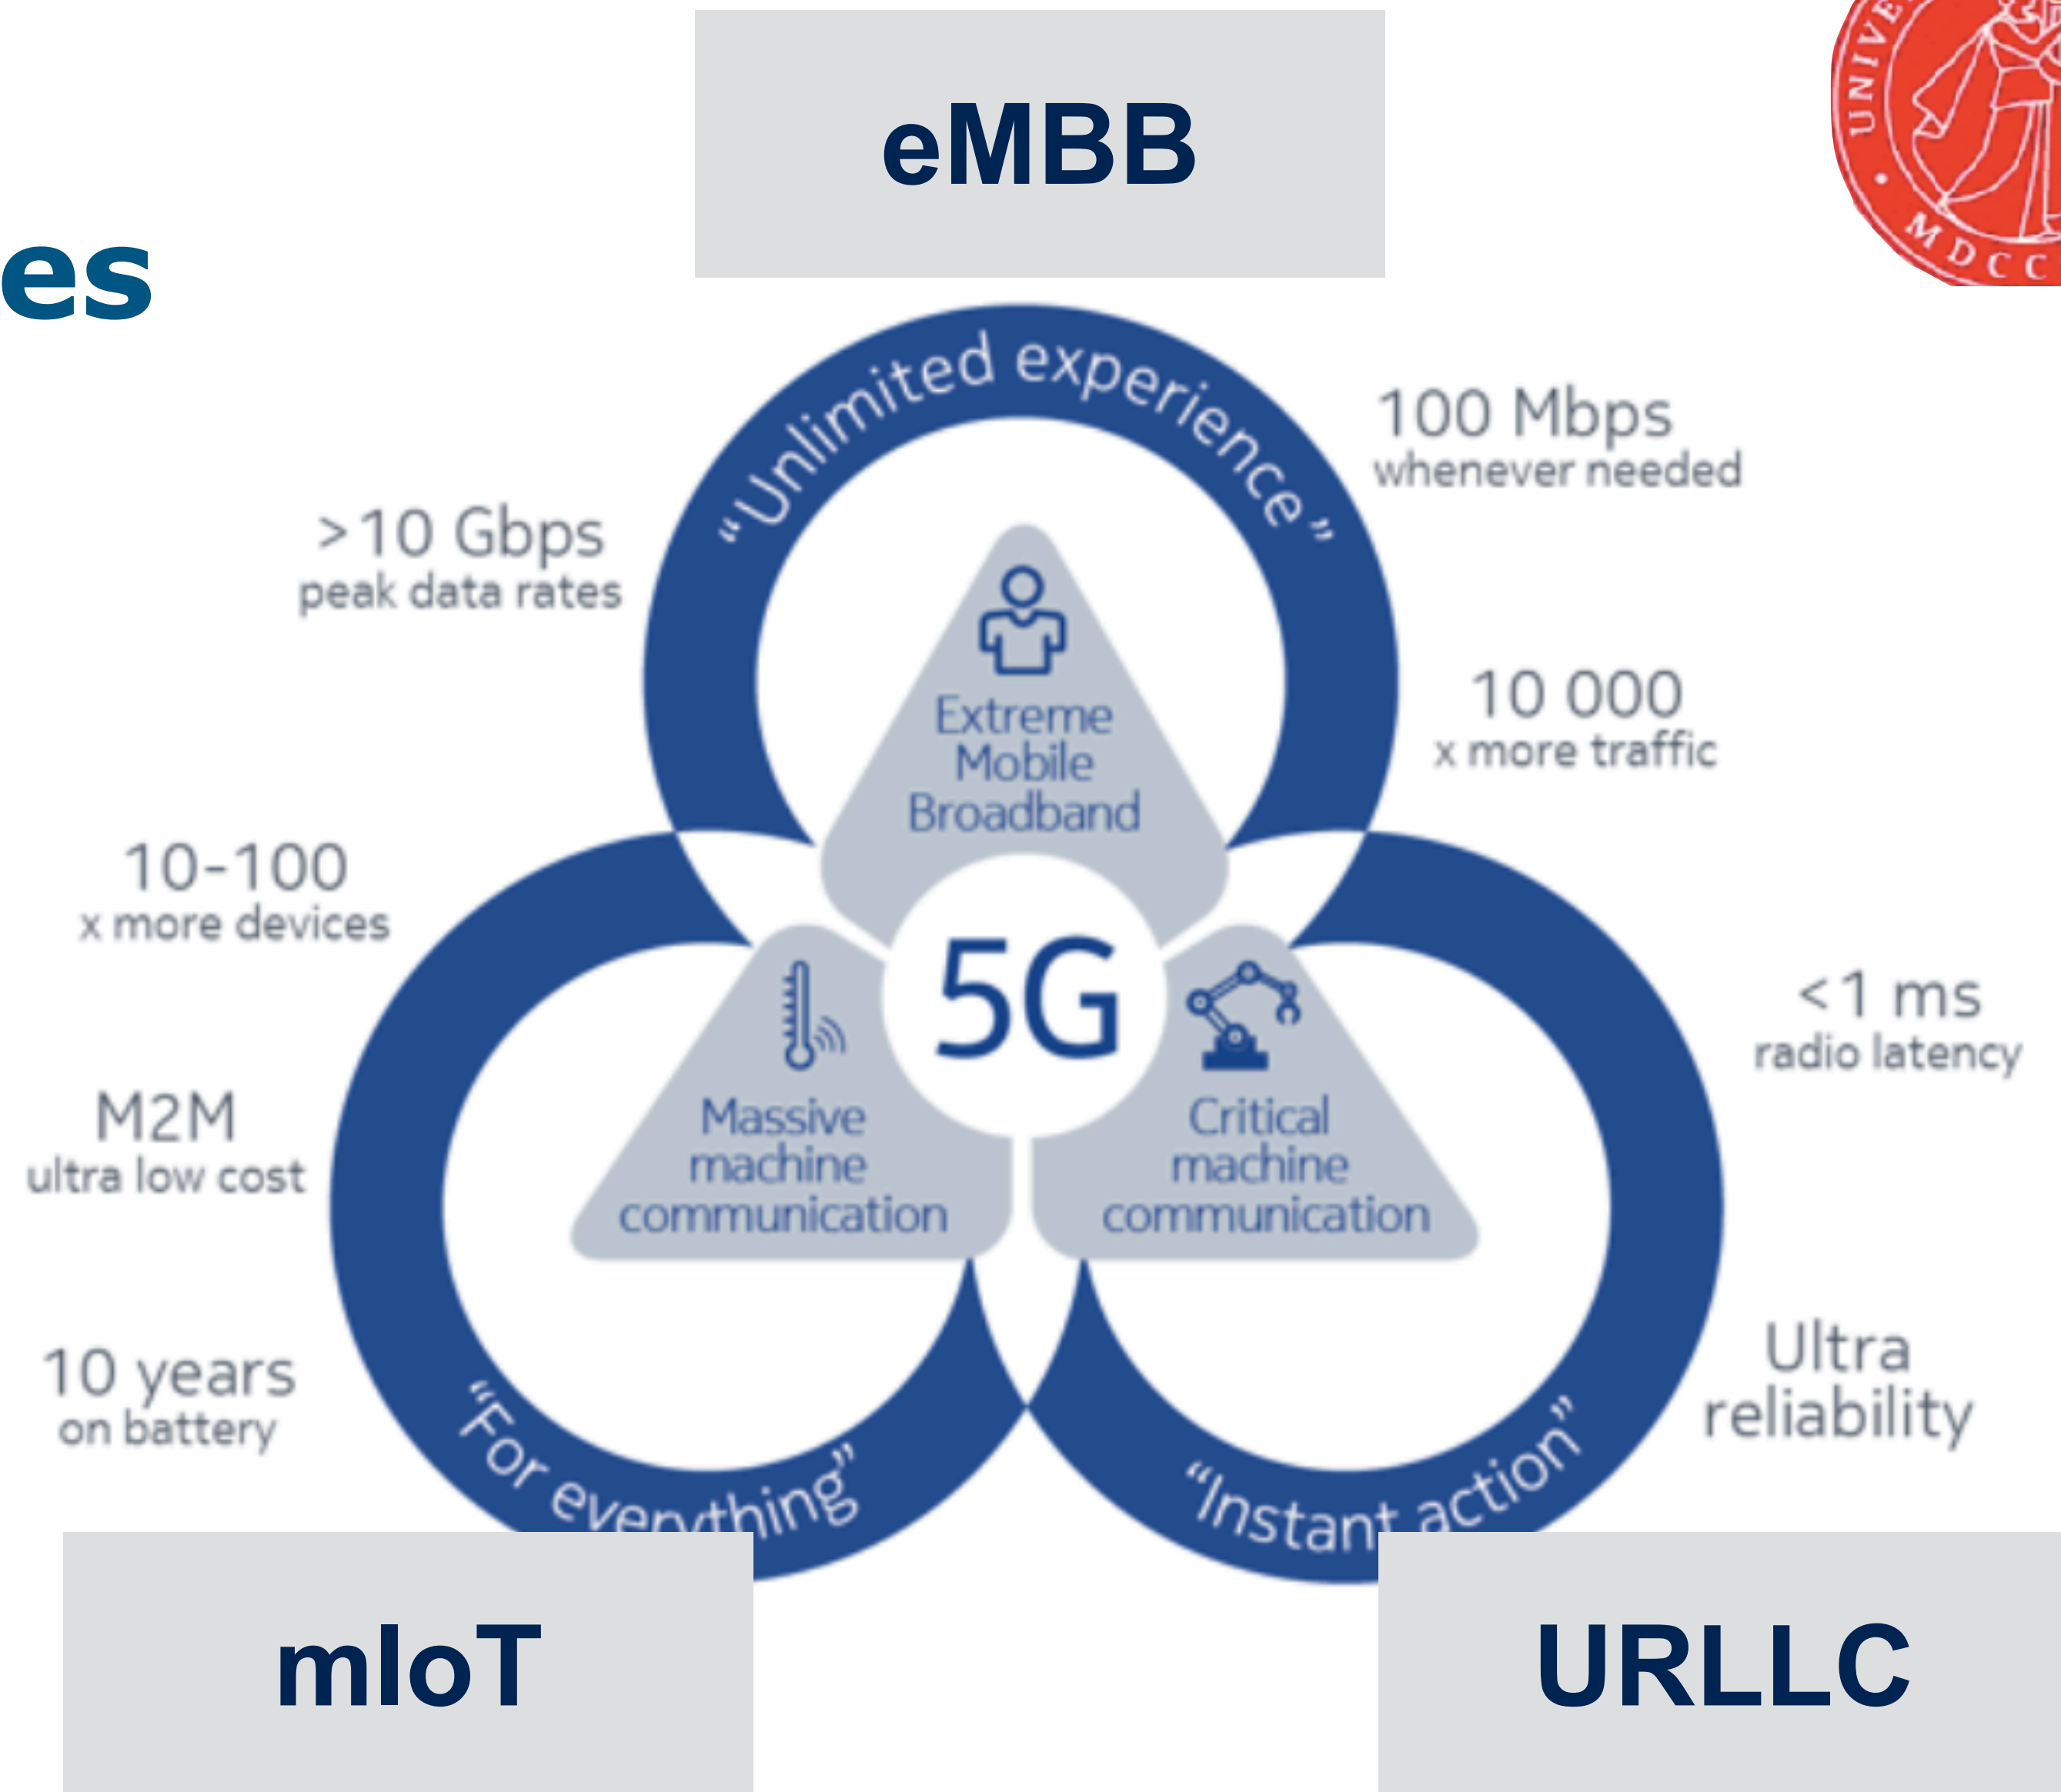 eMBB
UNIVE
MDCC
es
“Unlimited experience”
100 Mbps
whenever needed
>10 Gbps
peak data rates
10 000
x more traffic
Extreme
Mobile
Broadband
10-100
x more devices
5G
<1 ms
radio latency
M2M
ultra low cost
Massive
machine
communication
Critical
machine
communication
10 years
on battery
Ultra
reliability
“For everything”
“Instant action”
mIoT
URLLC